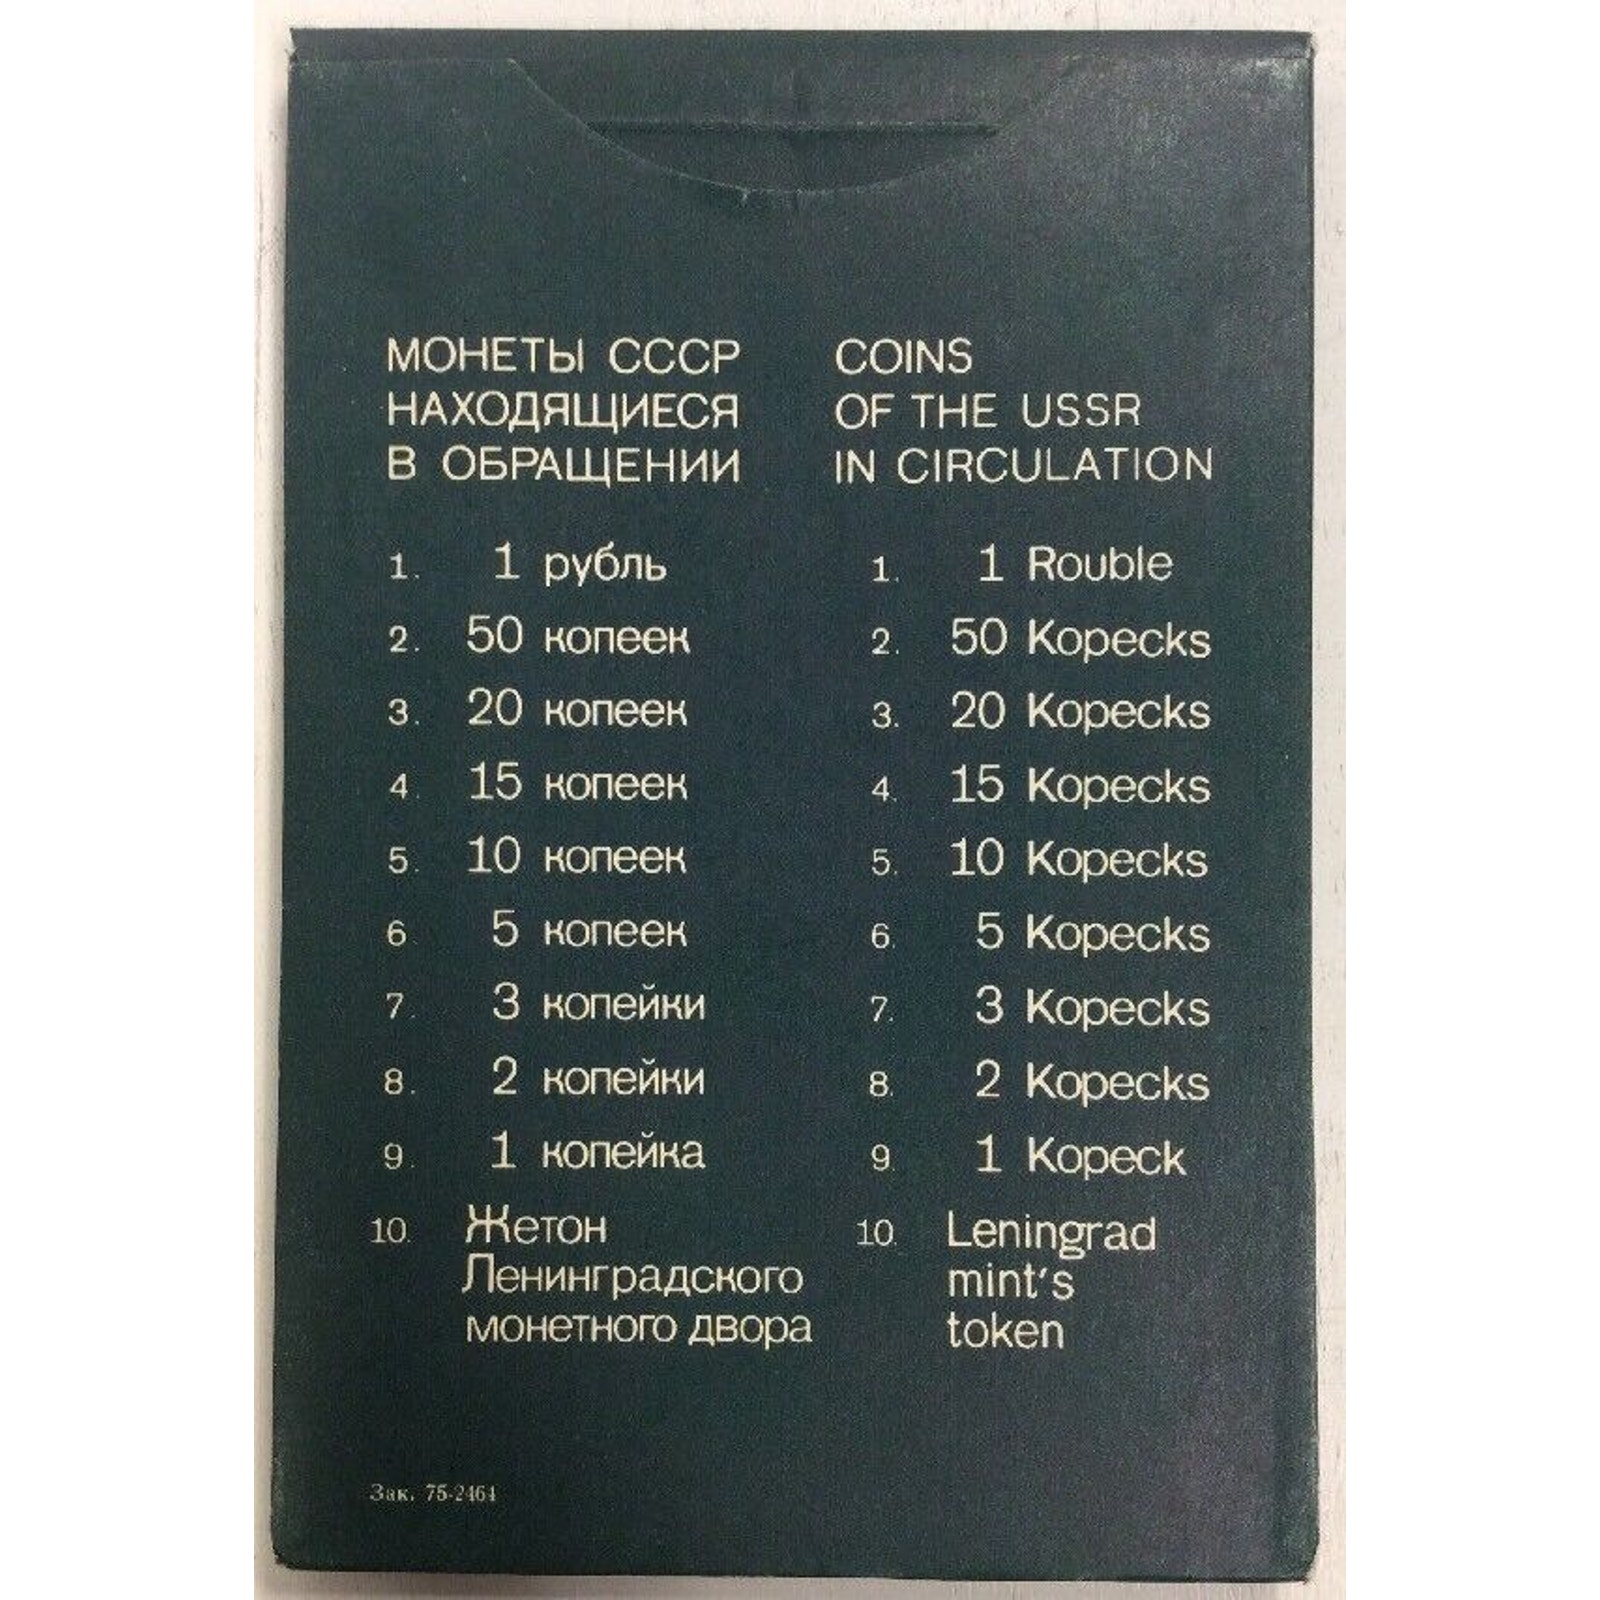 МОНЕТЫ СССР
НАХОДЯЩИЕСЯ
В ОБРАЩЕНИИ
1. 1 рубль
2. 50 копеек
3. 20 копеек
4. 15 копеек
5. 10 копеек
6 5 копеек
7. 3 копейки
8. 2 копейки
9. 1 копейка
10. Жетон
Ленинградского
монетного двора
COINS
OF THE USSR
IN CIRCULATION
1. 1 Rouble
2. 50 Kopecks
3. 20 Kopecks
4. 15 Kopecks
5. 10 Kopecks
6. 5 Kopecks
7. 3 Kopecks
8. 2 Kopecks
9. 1 Kopeck
10. Leningrad
mint's
token
Зак. 75-2464